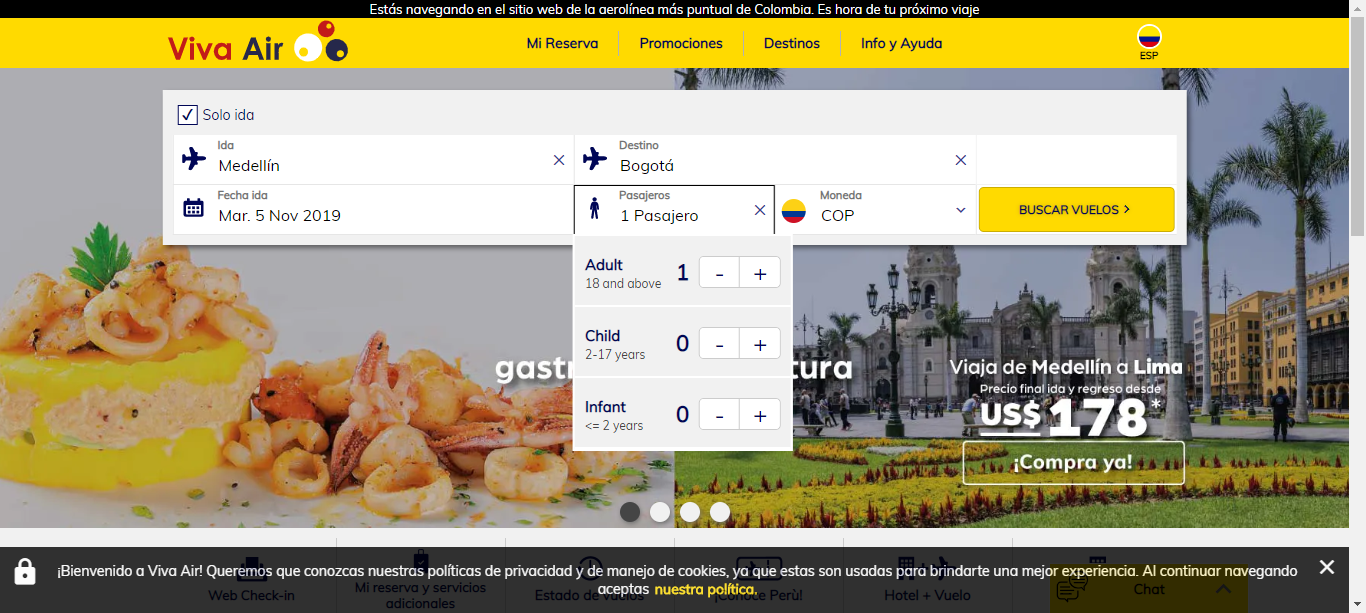 Estás navegando en el sitio web de la aerolínea más puntual de Colombia. Es hora de tu próximo viaje
Viva Air
Mi Reserva
Promociones
Destinos
Info y Ayuda
ESP
Solo ida
Ida
Medellín
Destino
Bogotá
Fecha ida
Mar. 5 Nov 2019
Pasajeros
1 Pasajero
Moneda
COP
BUSCAR VUELOS
Adult
18 and above
1
-
+
Child
2-17 years
0
-
+
Infant
<= 2 years
0
-
+
Viaja de Medellín a Lima
Precio final ida y regreso desde
US$ 178*
¡Compra ya!
¡Bienvenido a Viva Air! Queremos que conozcas nuestras políticas de privacidad y de manejo de cookies, ya que estas son usadas para brindarte una mejor experiencia. Al continuar navegando
aceptas nuestra política.
Web Check-in
Mi reserva y servicios
adicionales
Estado de vuelos
¡Conoce Perú!
Hotel + Vuelo
Chat